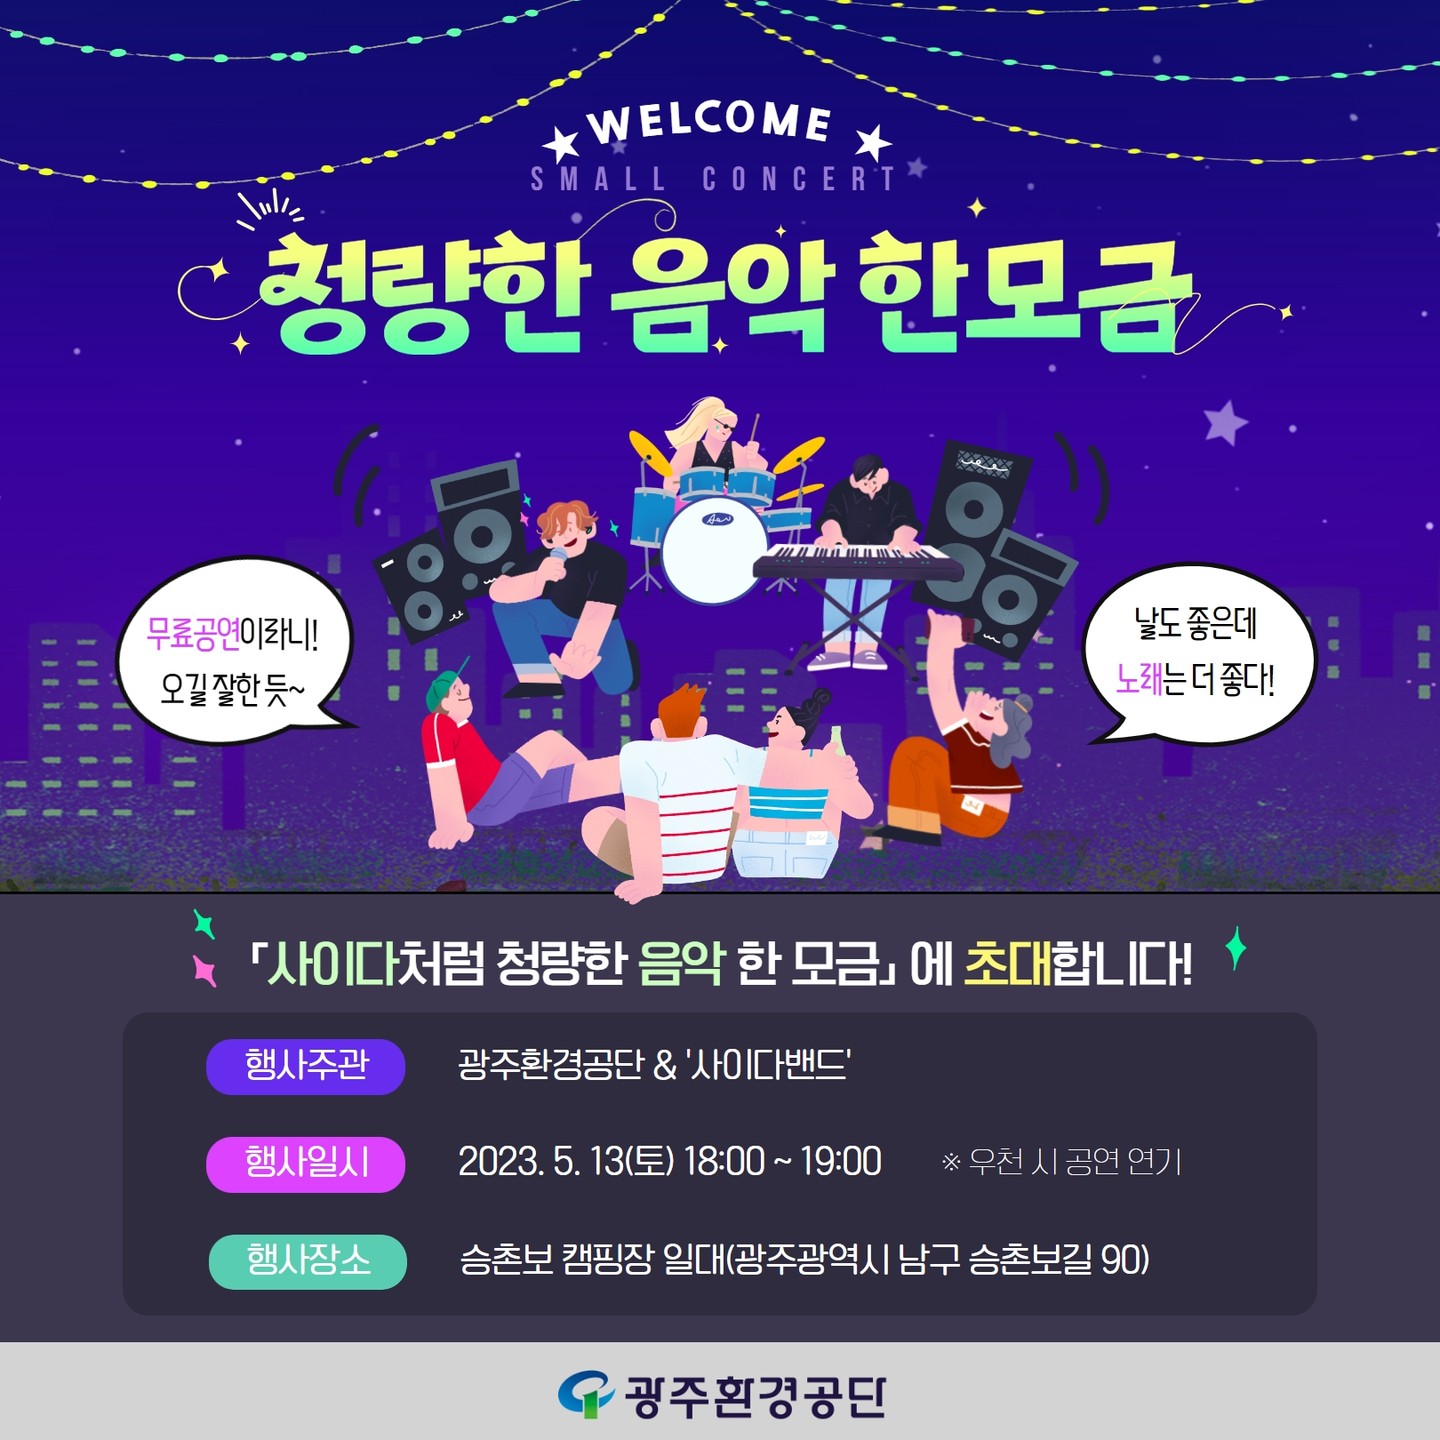 WELCOME
SMALL CONCERT
청량한 음악 한모금
무료공연이라니!
오길 잘한 듯~
날도 좋은데
노래는 더 좋다!
「사이다처럼 청량한 음악 한 모금」에 초대합니다!
행사주관 광주환경공단 & '사이다밴드'
행사일시 2023. 5. 13(토) 18:00 ~ 19:00 ※ 우천 시 공연 연기
행사장소 승촌보 캠핑장 일대(광주광역시 남구 승촌보길 90)
광주환경공단